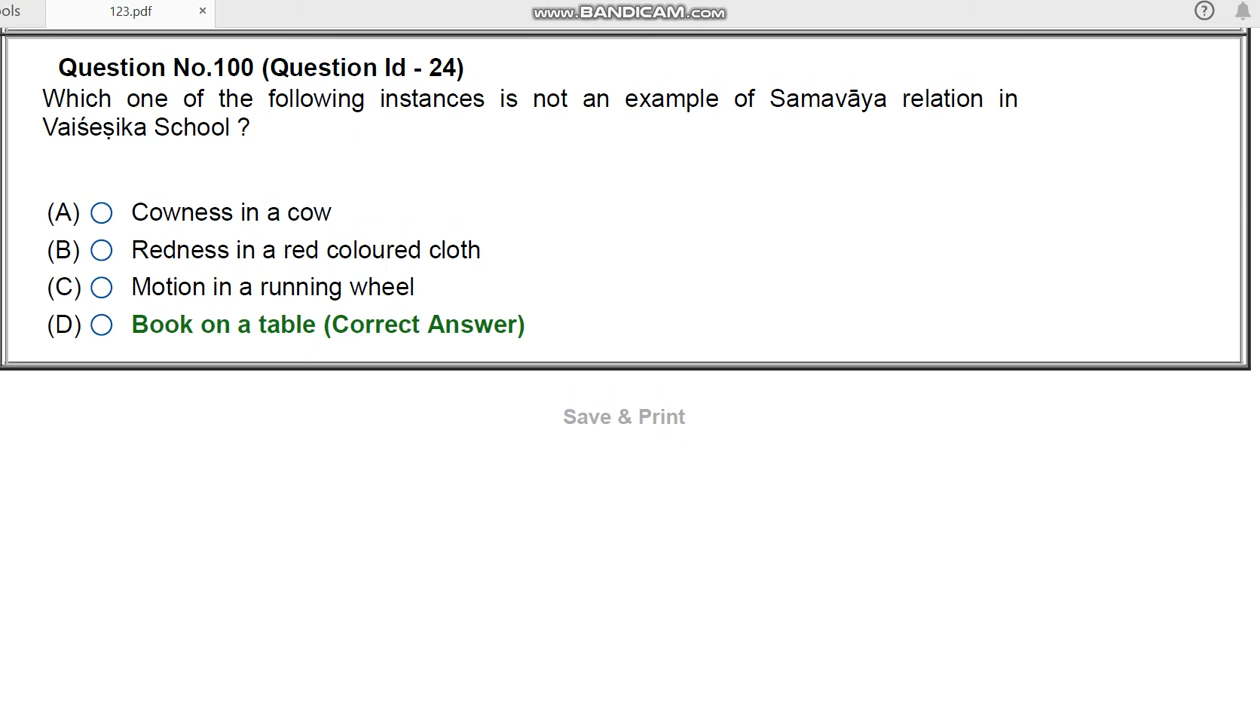 ols 123.pdf × www.BANDICAM.com ?
Question No.100 (Question Id - 24)
Which one of the following instances is not an example of Samavāya relation in
Vaiśeṣika School ?
(A) Cowness in a cow
(B) Redness in a red coloured cloth
(C) Motion in a running wheel
(D) Book on a table (Correct Answer)
Save & Print